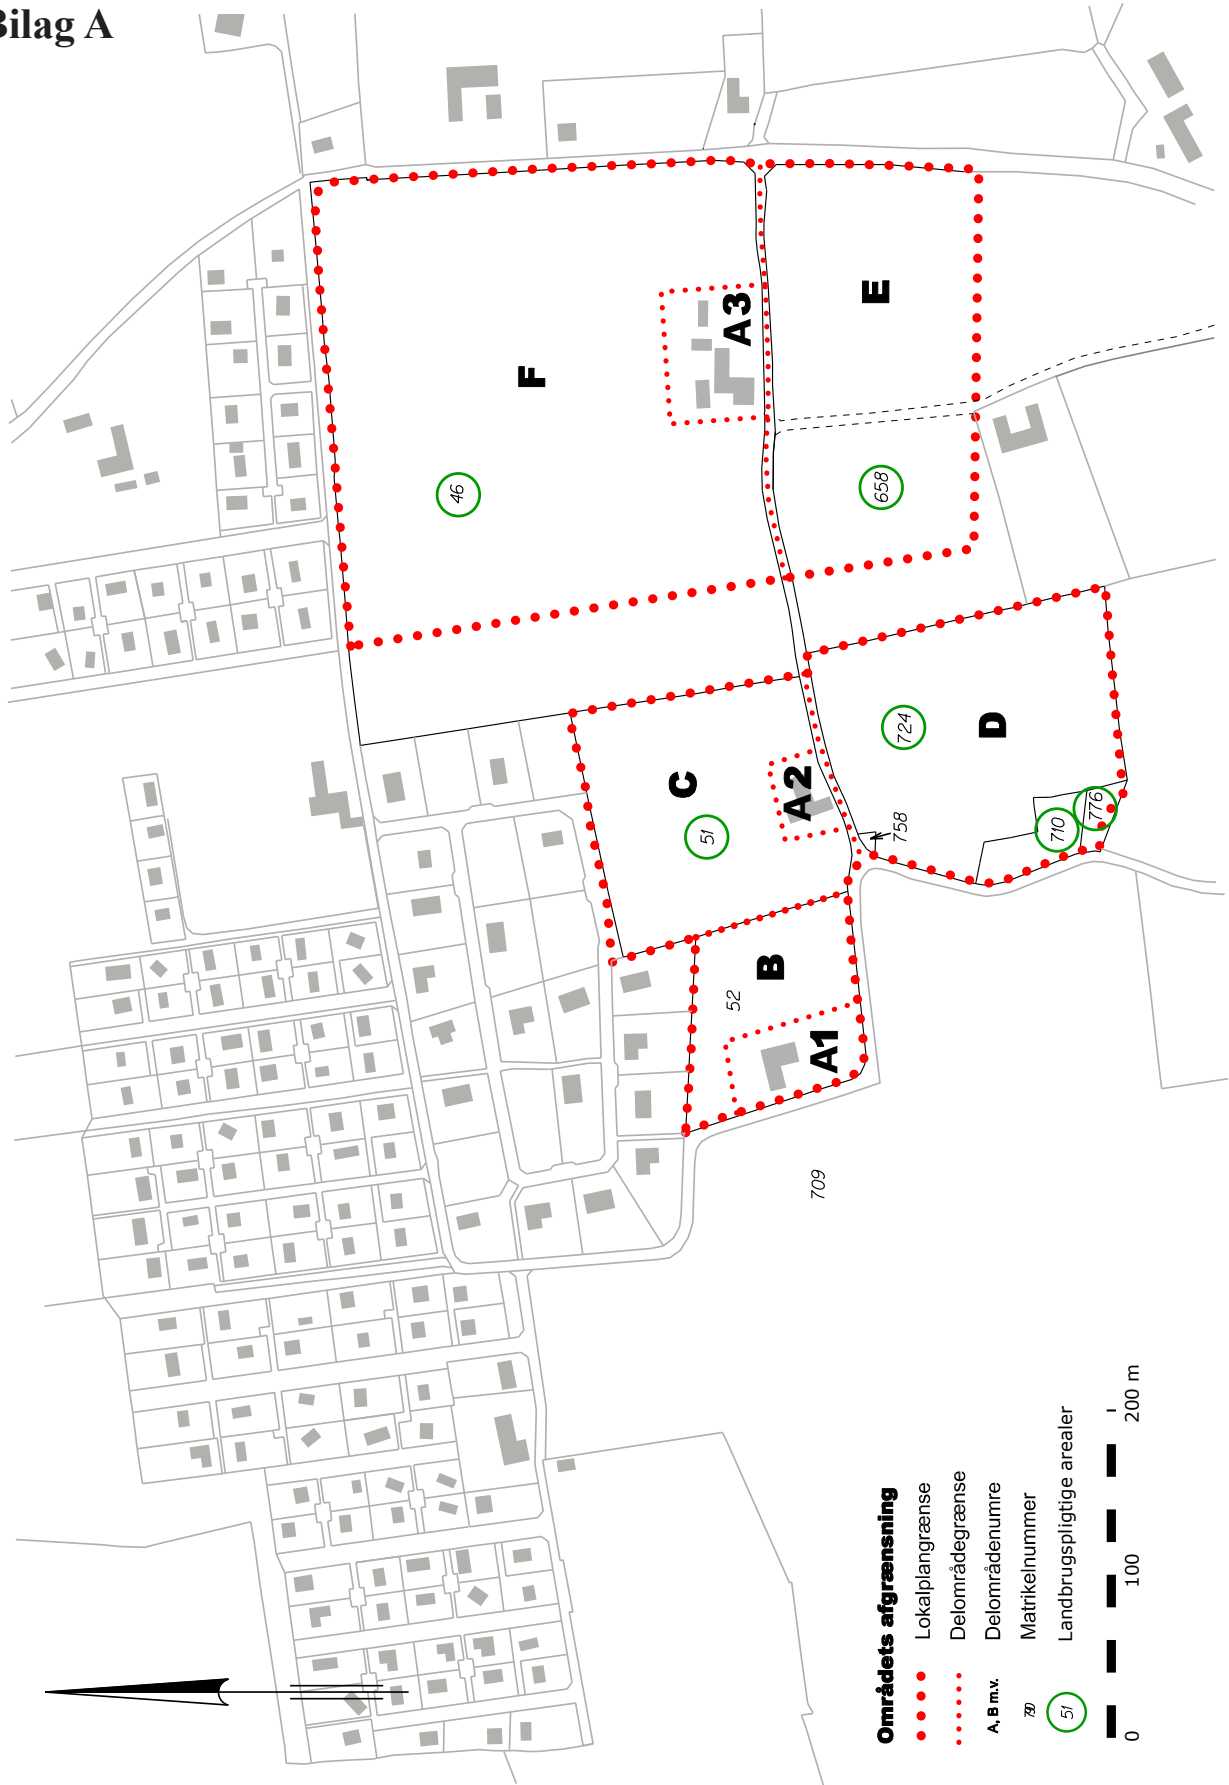 Bilag A
F
A3
E
46
658
C
A2
D
51
724
758
710
776
B
52
A1
709
Områdets afgrænsning
Lokalplangrænse
Delområdegrænse
A, B m.v. Delområdenumre
Matrikelnummer
51 Landbrugspligtige arealer
0 100 200 m